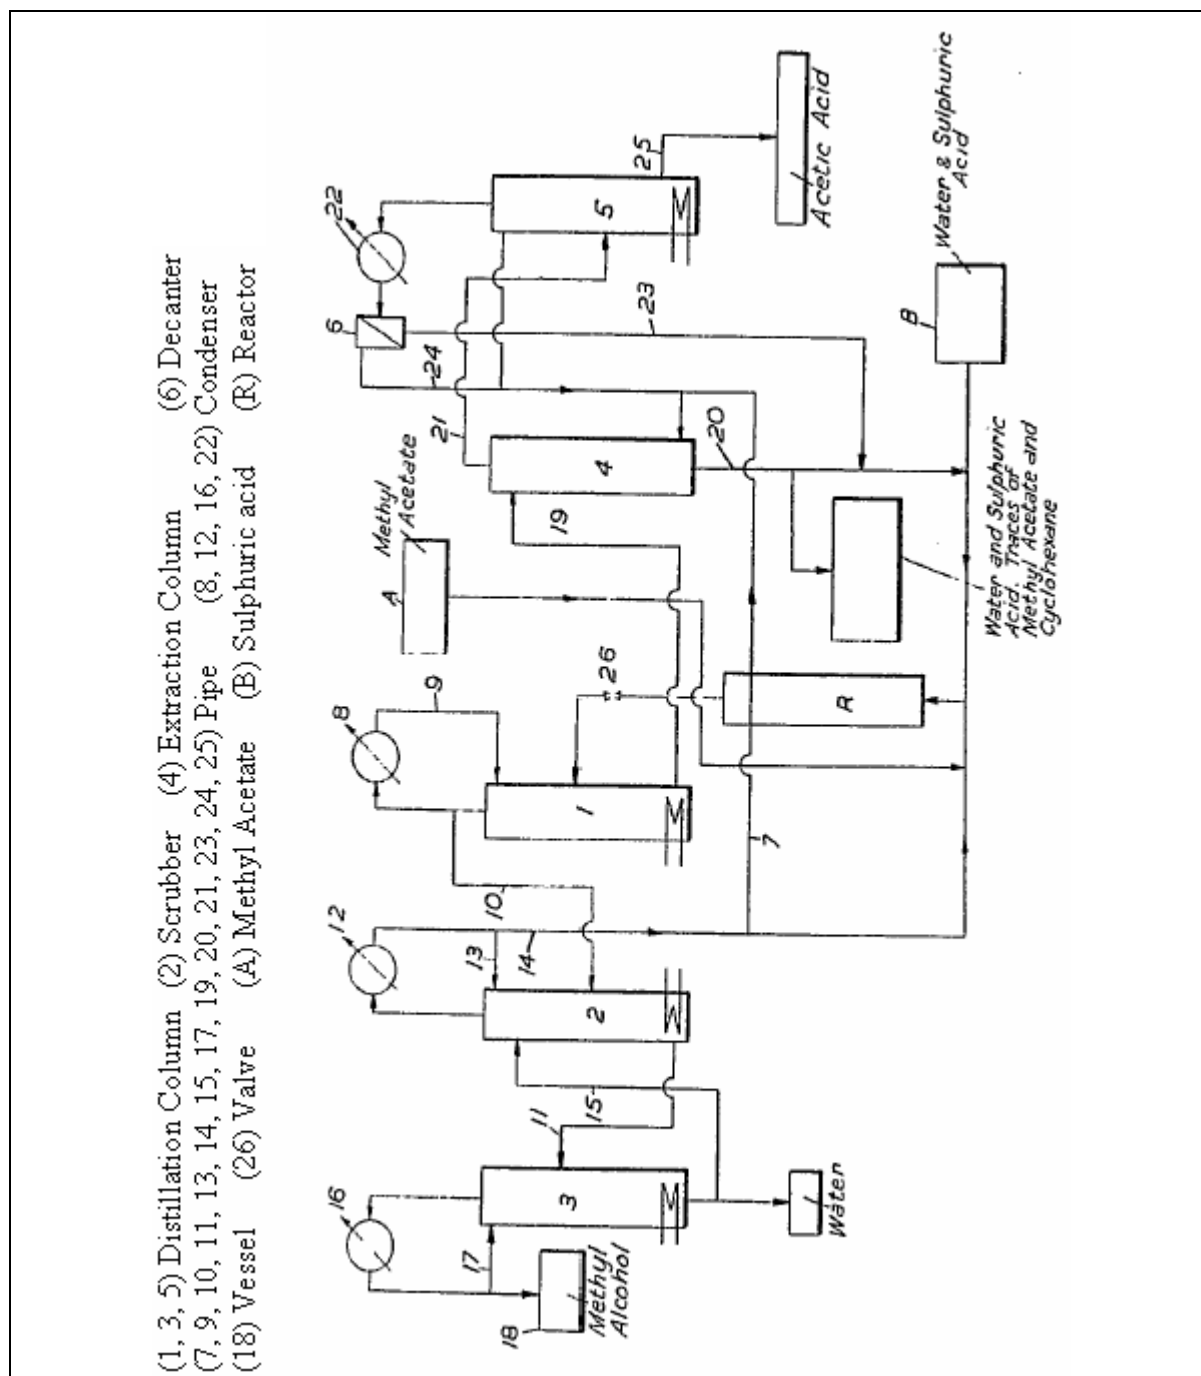 (1, 3, 5) Distillation Column (2) Scrubber (4) Extraction Column (6) Decanter
(7, 9, 10, 11, 13, 14, 15, 17, 19, 20, 21, 23, 24, 25) Pipe (8, 12, 16, 22) Condenser
(18) Vessel (26) Valve (A) Methyl Acetate (B) Sulphuric acid (R) Reactor
16
17
18
Methyl
Alcohol
3
11
15
Water
12
13
14
2
10
8
9
1
7
26
R
A
Methyl
Acetate
19
4
20
21
24
6
22
5
23
25
Acetic Acid
Water and Sulphuric
Acid. Traces of
Methyl Acetate and
Cyclohexane
B
Water & Sulphuric
Acid